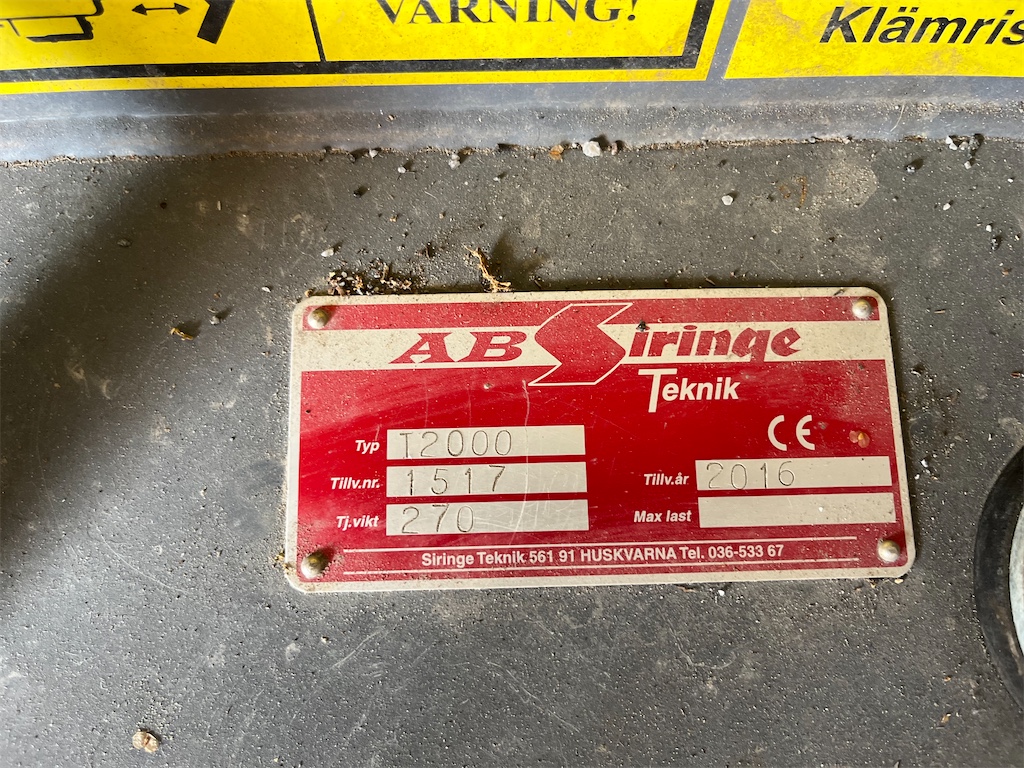 VARNING!
Klämris
AB Siringe
Teknik
Typ T2000
Tillv.nr. 1517
Tillv.år 2016
Tj.vikt 270
Max last
CE
Siringe Teknik 561 91 HUSKVARNA Tel. 036-533 67